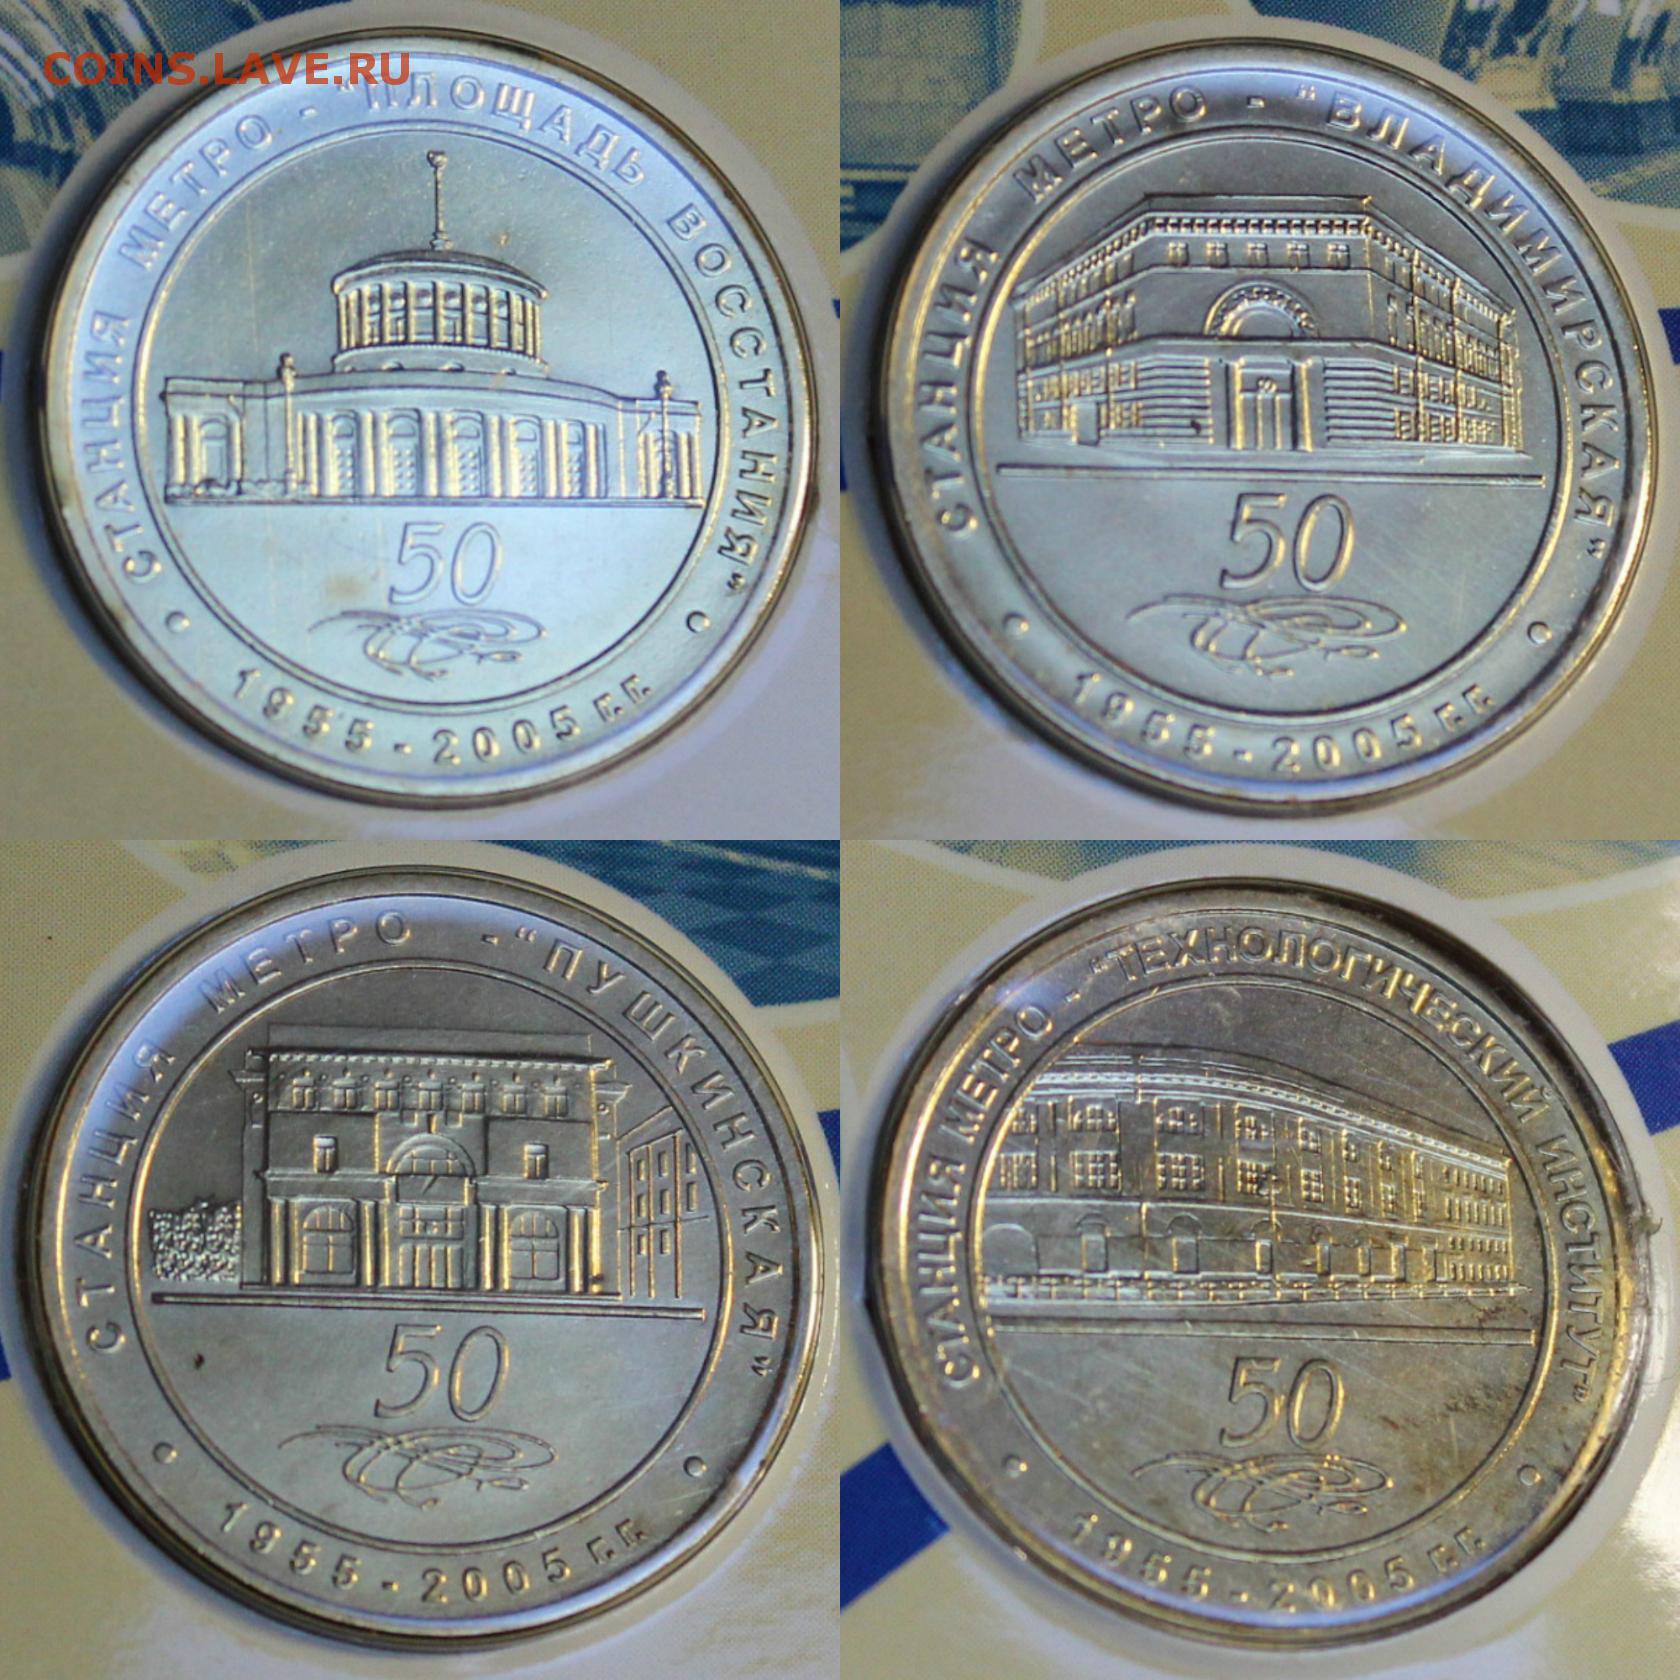 COINS.LAVE.RU
СТАНЦИЯ МЕТРО - "ПЛОЩАДЬ ВОССТАНИЯ"
50
1955-2005 г.г.
СТАНЦИЯ МЕТРО - "ВЛАДИМИРСКАЯ"
50
1955-2005 г.г.
СТАНЦИЯ МЕТРО - "ПУШКИНСКАЯ"
50
1955-2005 г.г.
СТАНЦИЯ МЕТРО - "ТЕХНОЛОГИЧЕСКИЙ ИНСТИТУТ"
50
1955-2005 г.г.